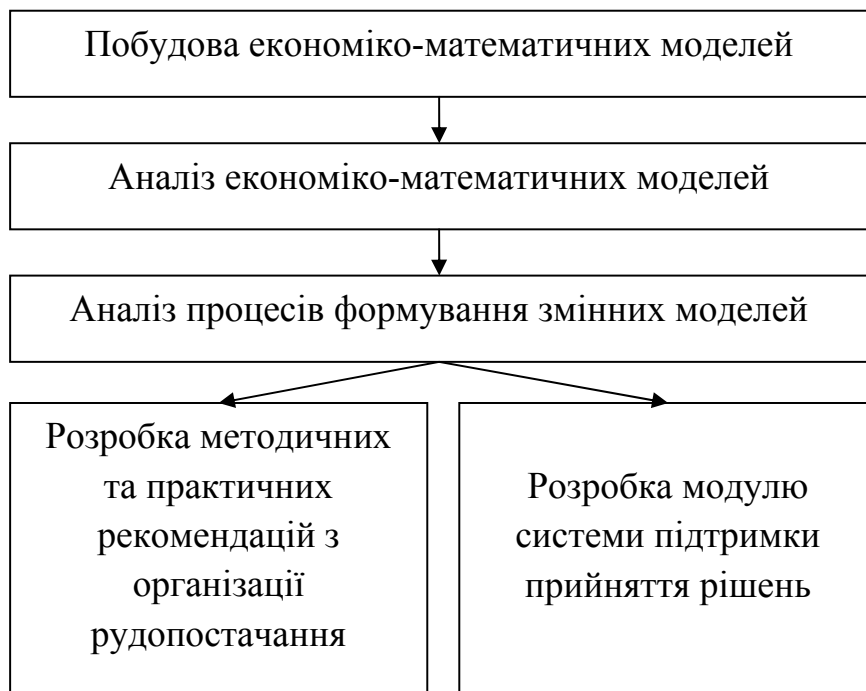 Побудова економіко-математичних моделей
Аналіз економіко-математичних моделей
Аналіз процесів формування змінних моделей
Розробка методичних
та практичних
рекомендацій з
організації
рудопостачання
Розробка модулю
системи підтримки
прийняття рішень